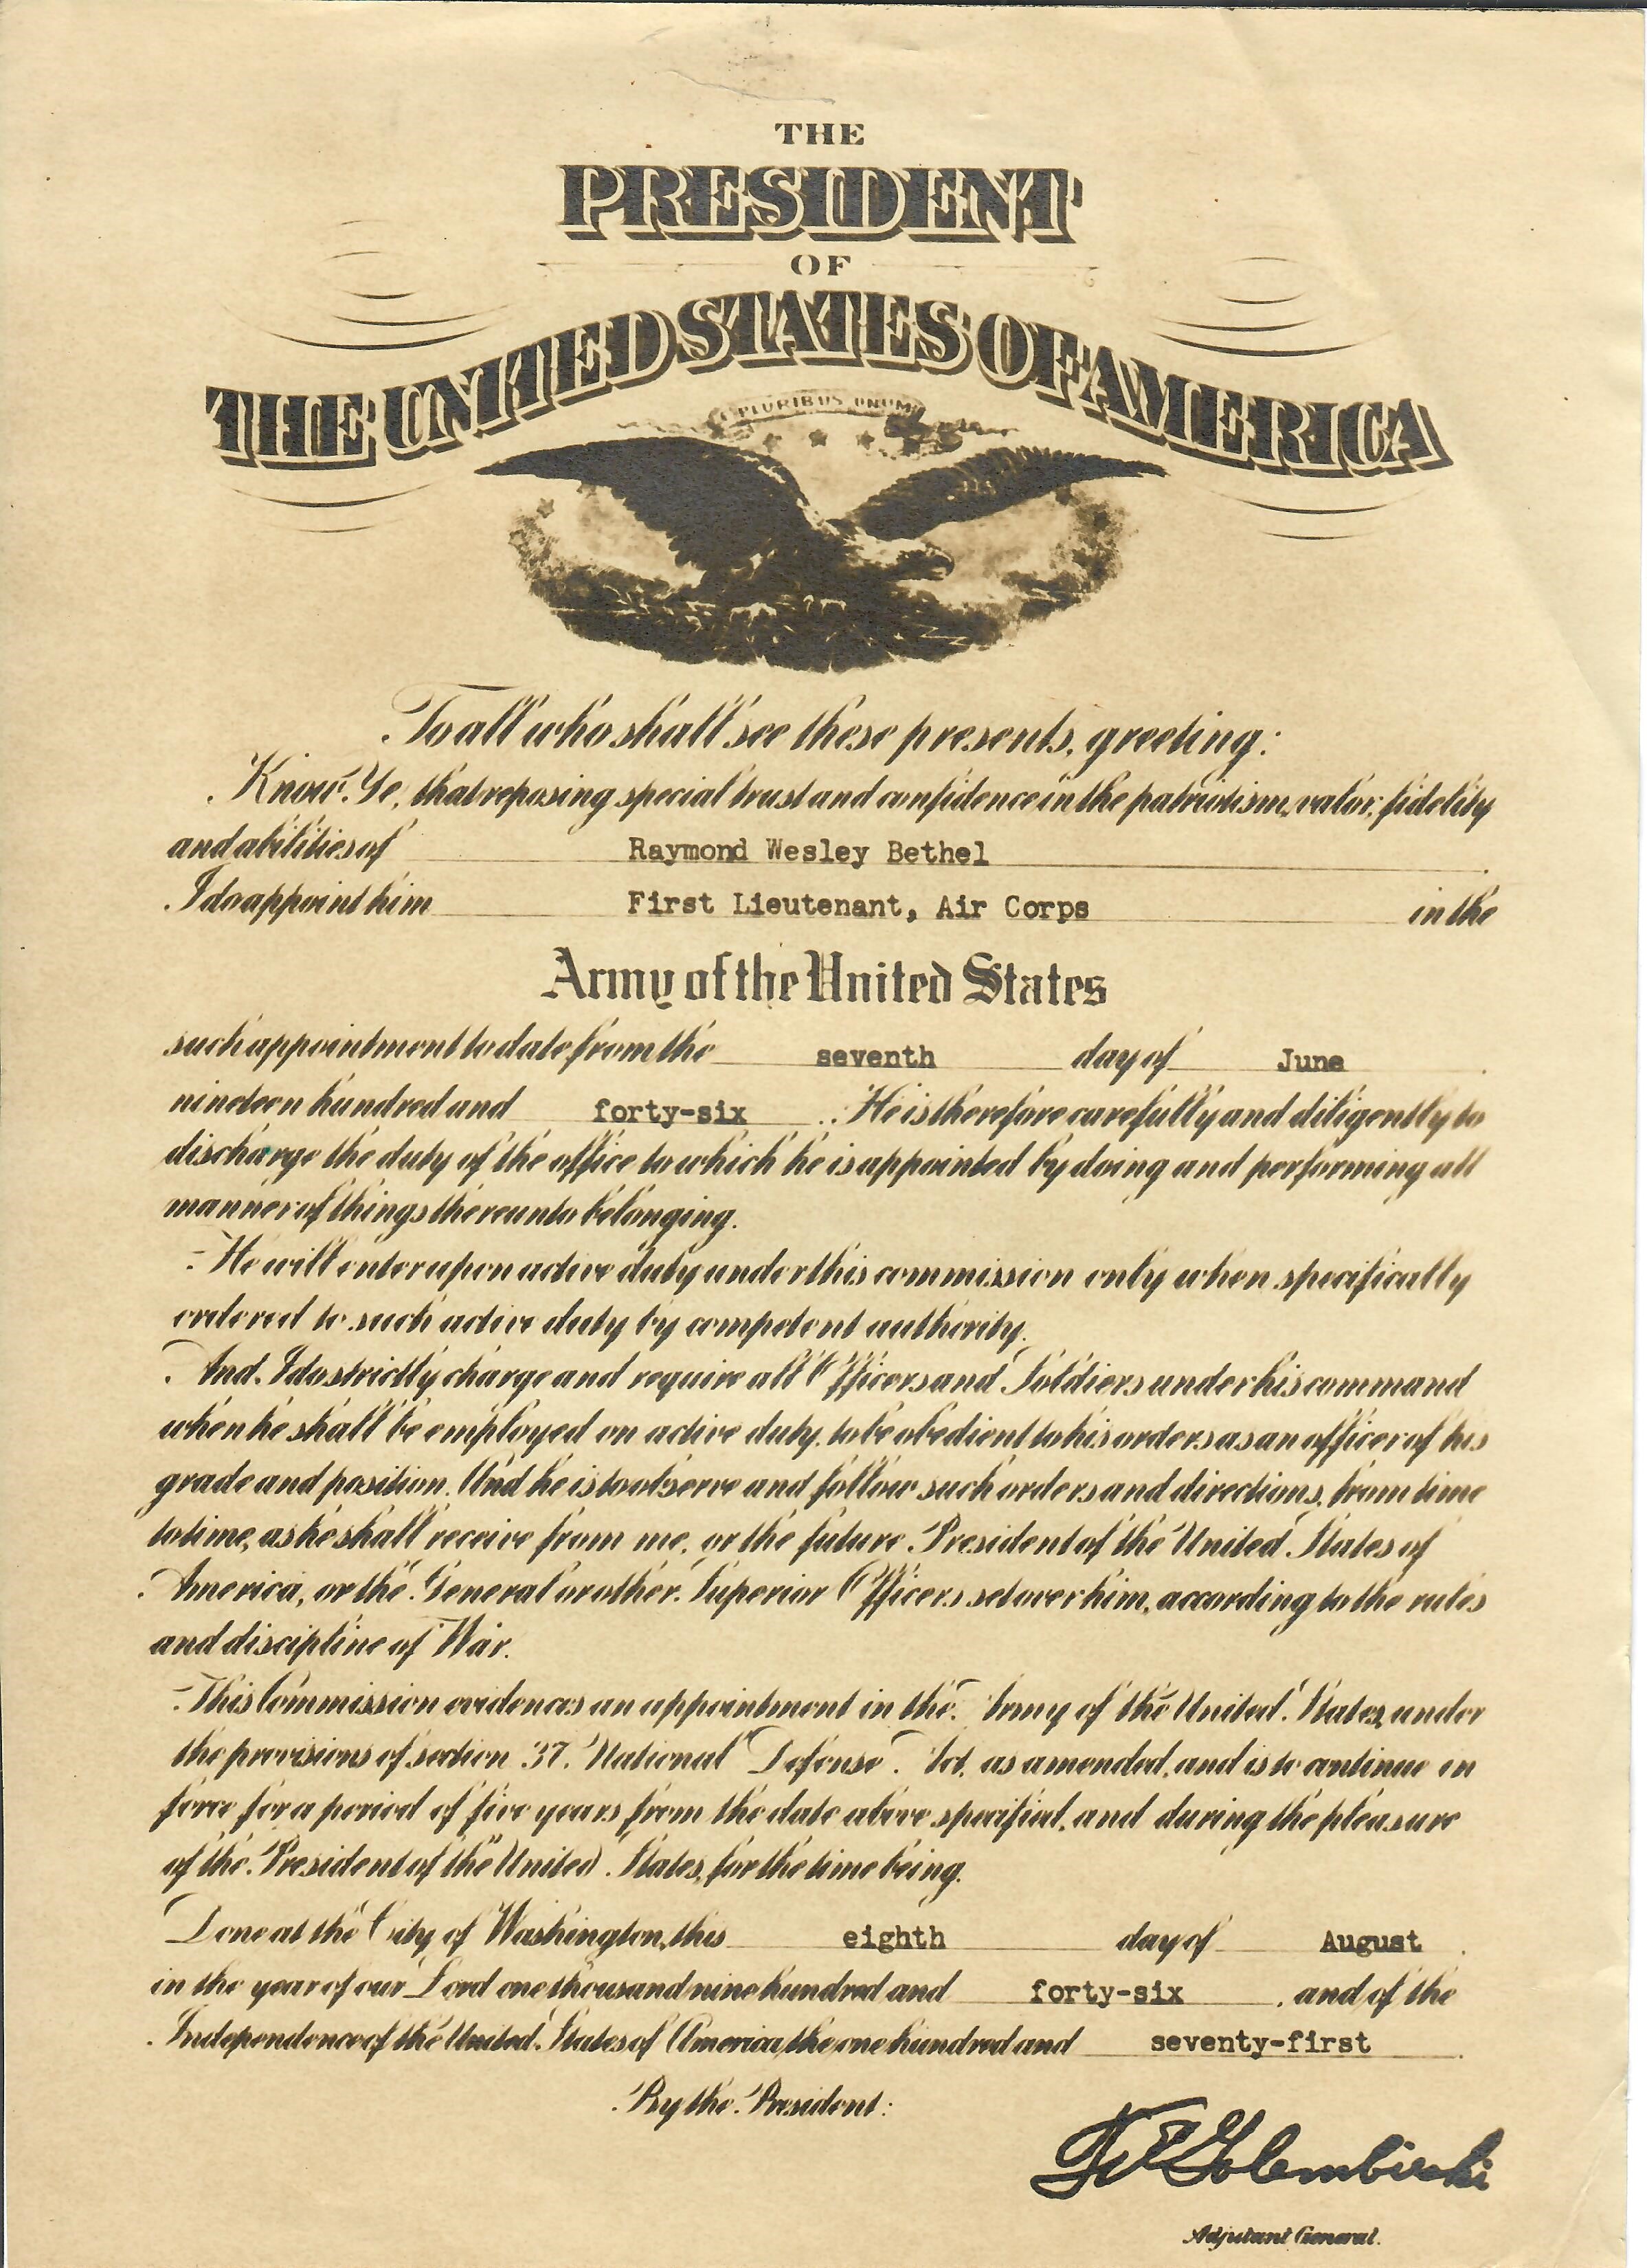 THE
PRESIDENT
OF
THE UNITED STATES OF AMERICA
E PLURIBUS UNUM
To all who shall see these presents, greeting:
Know Ye, that reposing special trust and confidence in the patriotism, valor, fidelity
and abilities of Raymond Wesley Bethel
I do appoint him First Lieutenant, Air Corps in the
Army of the United States
such appointment to date from the seventh day of June
nineteen hundred and forty-six. He is therefore carefully and diligently to
discharge the duty of the office to which he is appointed by doing and performing all
manner of things thereunto belonging.
He will enter upon active duty under this commission only when specifically
ordered to such active duty by competent authority.
And I do strictly charge and require all Officers and Soldiers under his command
when he shall be employed on active duty to be obedient to his orders as an officer of his
grade and position. And he is to observe and follow such orders and directions, from time
to time, as he shall receive from me, or the future President of the United States of
America, or the General or other Superior Officers set over him, according to the rules
and discipline of War.
This Commission evidences an appointment in the Army of the United States, under
the provisions of section 37, National Defense Act, as amended, and is to continue in
force for a period of five years from the date above specified, and during the pleasure
of the President of the United States, for the time being.
Done at the City of Washington, this eighth day of August
in the year of our Lord one thousand nine hundred and forty-six, and of the
Independence of the United States of America, the one hundred and seventy-first.
By the President:
Golembieski
Adjutant General.